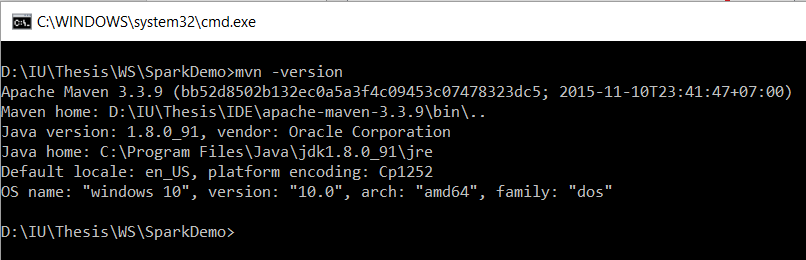 C:\WINDOWS\system32\cmd.exe
D:\IU\Thesis\WS\SparkDemo>mvn -version
Apache Maven 3.3.9 (bb52d8502b132ec0a5a3f4c09453c07478323dc5; 2015-11-10T23:41:47+07:00)
Maven home: D:\IU\Thesis\IDE\apache-maven-3.3.9\bin\..
Java version: 1.8.0_91, vendor: Oracle Corporation
Java home: C:\Program Files\Java\jdk1.8.0_91\jre
Default locale: en_US, platform encoding: Cp1252
OS name: "windows 10", version: "10.0", arch: "amd64", family: "dos"
D:\IU\Thesis\WS\SparkDemo>